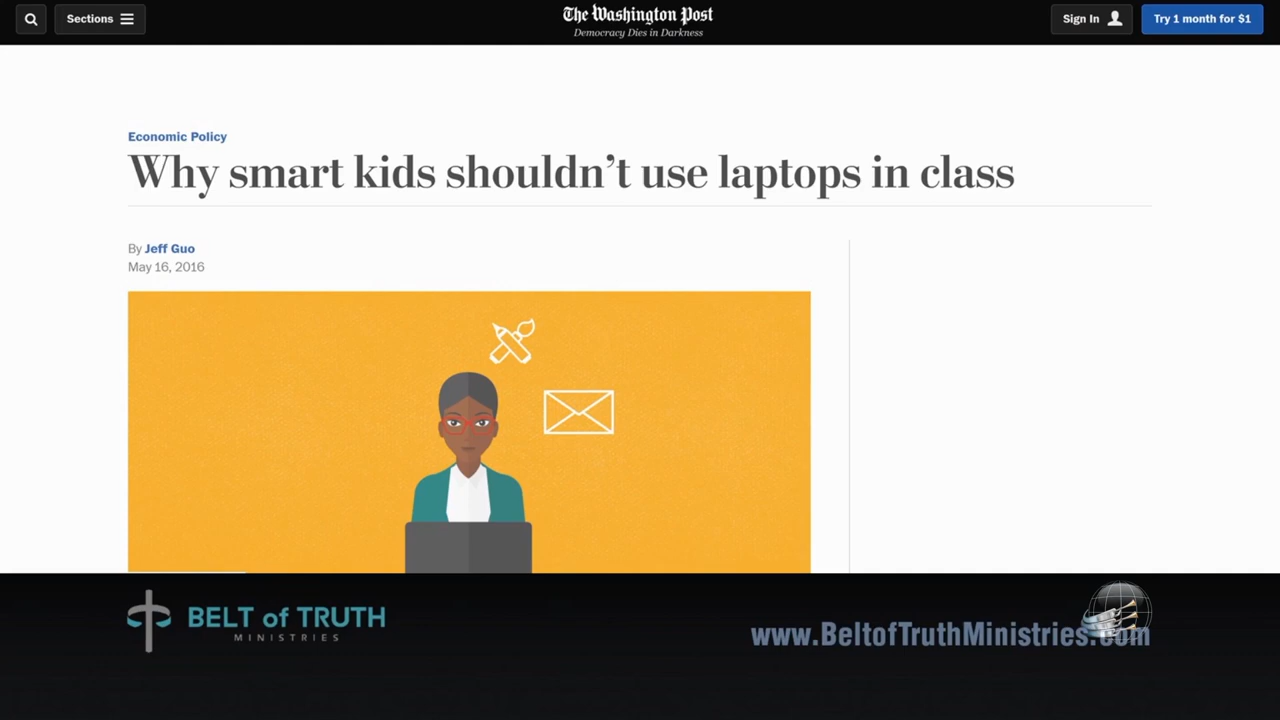 Sections
The Washington Post
Democracy Dies in Darkness
Sign In
Try 1 month for $1
Economic Policy
Why smart kids shouldn’t use laptops in class
By Jeff Guo
May 16, 2016
BELT of TRUTH
MINISTRIES
www.BeltofTruthMinistries.com